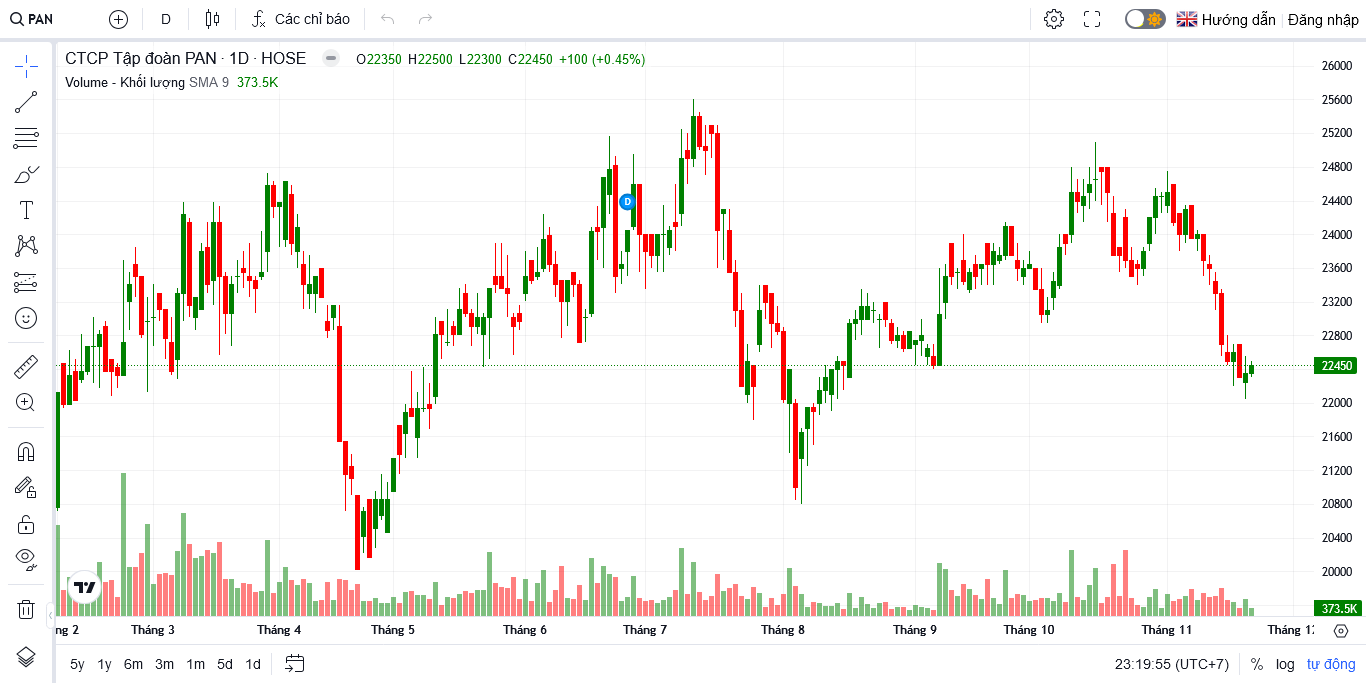 PAN D Các chỉ báo Hướng dẫn Đăng nhập
CTCP Tập đoàn PAN · 1D · HOSE O22350 H22500 L22300 C22450 +100 (+0.45%)
Volume - Khối lượng SMA 9 373.5K
26000
25600
25200
24800
24400
24000
23600
23200
22800
22450
22000
21600
21200
20800
20400
20000
373.5K
D
ng 2 Tháng 3 Tháng 4 Tháng 5 Tháng 6 Tháng 7 Tháng 8 Tháng 9 Tháng 10 Tháng 11 Tháng
5y 1y 6m 3m 1m 5d 1d 23:19:55 (UTC+7) % log tự động